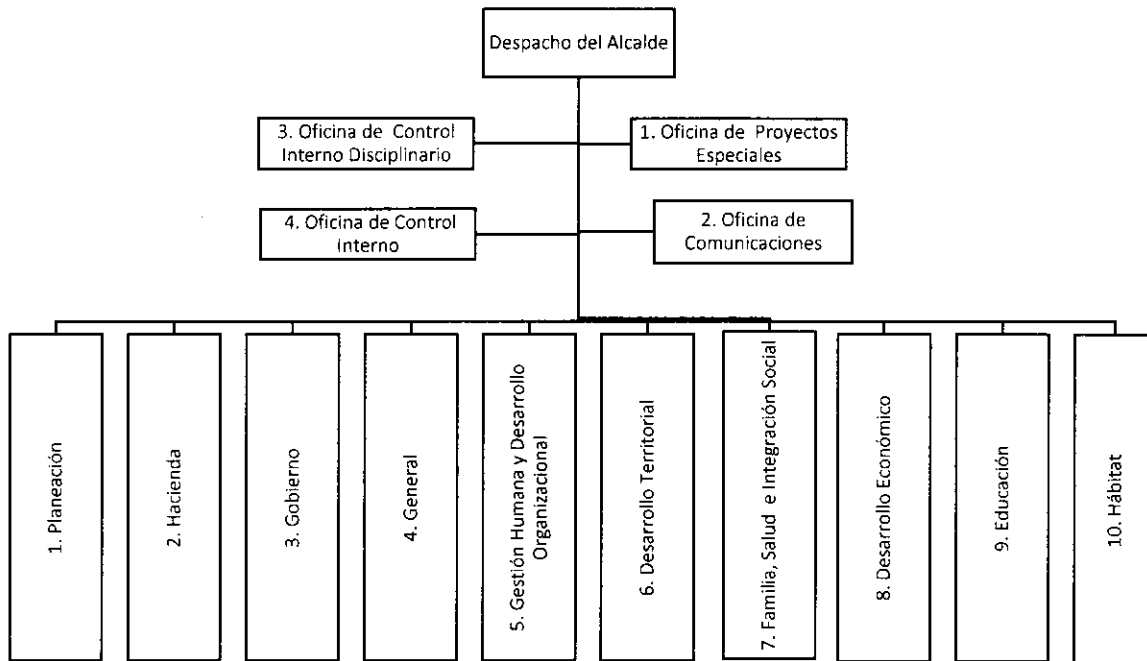 Despacho del Alcalde
3. Oficina de Control
Interno Disciplinario
1. Oficina de Proyectos
Especiales
4. Oficina de Control
Interno
2. Oficina de
Comunicaciones
1. Planeación
2. Hacienda
3. Gobierno
4. General
5. Gestión Humana y Desarrollo
Organizacional
6. Desarrollo Territorial
7. Familia, Salud e Integración Social
8. Desarrollo Económico
9. Educación
10. Hábitat